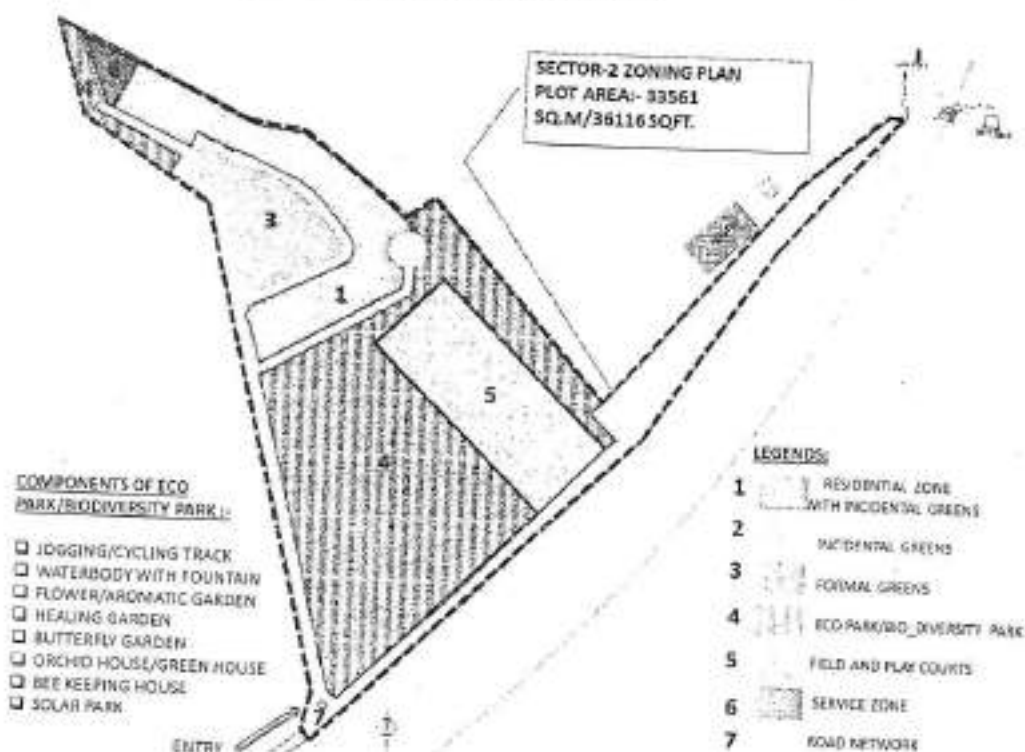 SECTOR-2 ZONING PLAN
PLOT AREA:- 33561
SQ.M/36116SQFT.
3
1
5
4
7
COMPONENTS OF ECO
PARK/BIODIVERSITY PARK :-
JOGGING/CYCLING TRACK
WATERBODY WITH FOUNTAIN
FLOWER/AROMATIC GARDEN
HEALING GARDEN
BUTTERFLY GARDEN
ORCHID HOUSE/GREEN HOUSE
BEE KEEPING HOUSE
SOLAR PARK
ENTRY
LEGENDS:
1 RESIDENTIAL ZONE
WITH INCIDENTAL GREENS
2 INCIDENTAL GREENS
3 FORMAL GREENS
4 ECO PARK/BIO_DIVERSITY PARK
5 FIELD AND PLAY COURTS
6 SERVICE ZONE
7 ROAD NETWORK